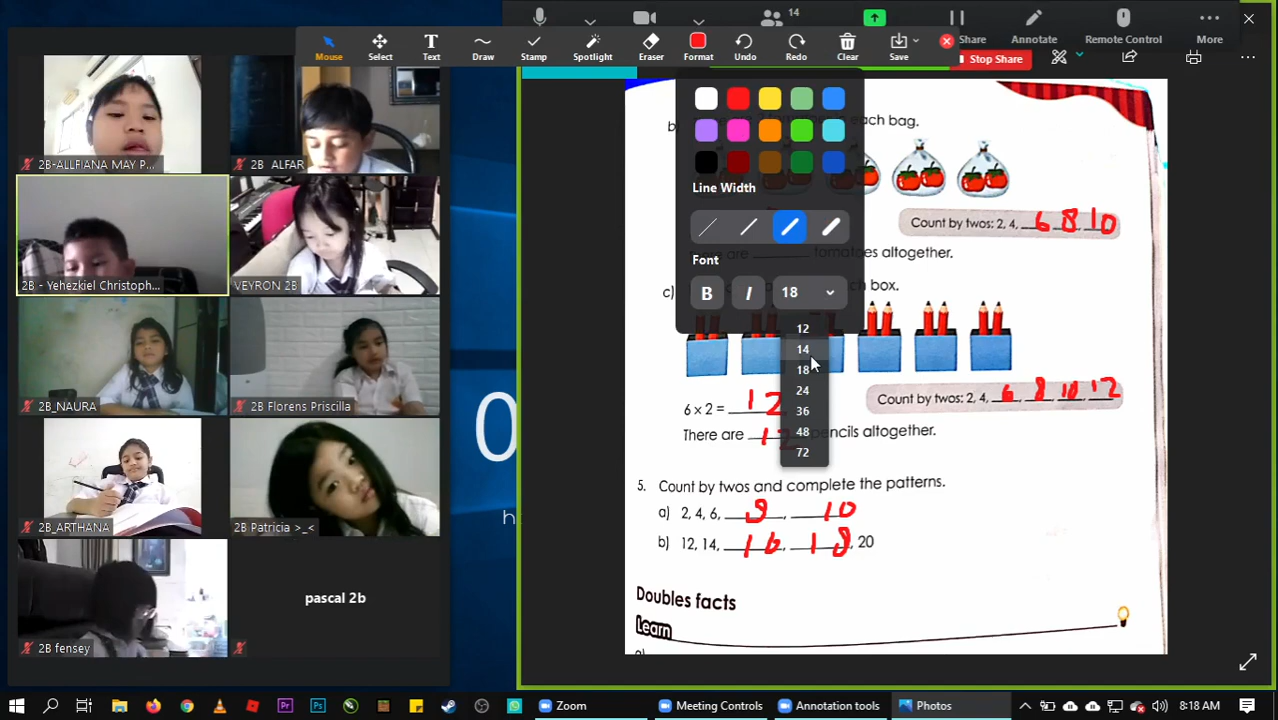 14
Share
Annotate
Remote Control
More
Mouse
Select
Text
Draw
Stamp
Spotlight
Eraser
Format
Undo
Redo
Clear
Save
Stop Share
2B-ALLFIANA MAY P...
2B ALFAR
2B - Yehezkiel Christoph...
VEYRON 2B
2B_NAURA
2B Florens Priscilla
2B_ARTHANA
2B Patricia >_<
2B fensey
pascal 2b
Line Width
Font
B I 18
12
14
18
24
36
48
72
b) each bag.
Count by twos: 2, 4, 6 8 10
tomatoes altogether.
c) box.
6 x 2 = 12
Count by twos: 2, 4, 6 8 10 12
There are 12 pencils altogether.
5. Count by twos and complete the patterns.
a) 2, 4, 6, 8, 10
b) 12, 14, 16, 18, 20
Doubles facts
Learn
Zoom
Meeting Controls
Annotation tools
Photos
8:18 AM